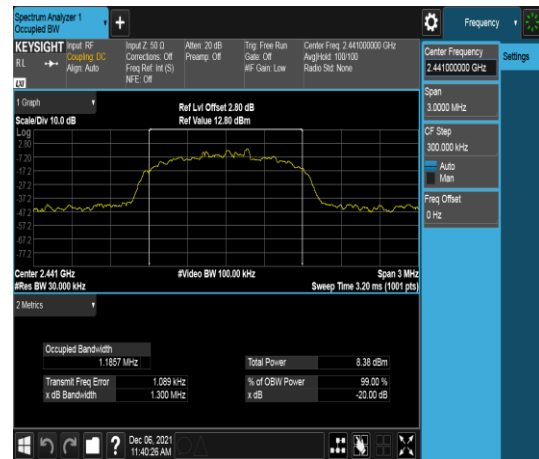 Spectrum Analyzer 1
Occupied BW
Frequency
KEYSIGHT
RL
LXI
Input: RF
Coupling: DC
Align: Auto
Input Z: 50 Ω
Corrections: Off
Freq Ref: Int (S)
NFE: Off
Atten: 20 dB
Preamp: Off
Trig: Free Run
Gate: Off
#IF Gain: Low
Center Freq: 2.441000000 GHz
Avg|Hold: 100/100
Radio Std: None
Center Frequency
2.441000000 GHz
Settings
Span
3.0000 MHz
CF Step
300.000 kHz
Auto
Man
Freq Offset
0 Hz
1 Graph
Ref Lvl Offset 2.80 dB
Scale/Div 10.0 dB
Ref Value 12.80 dBm
Log
2.80
-7.20
-17.2
-27.2
-37.2
-47.2
-57.2
-67.2
-77.2
Center 2.441 GHz
#Video BW 100.00 kHz
Span 3 MHz
#Res BW 30.000 kHz
Sweep Time 3.20 ms (1001 pts)
2 Metrics
Occupied Bandwidth
1.1857 MHz
Total Power
8.38 dBm
Transmit Freq Error
1.089 kHz
% of OBW Power
99.00 %
x dB Bandwidth
1.300 MHz
x dB
-20.00 dB
Dec 06, 2021
11:40:26 AM